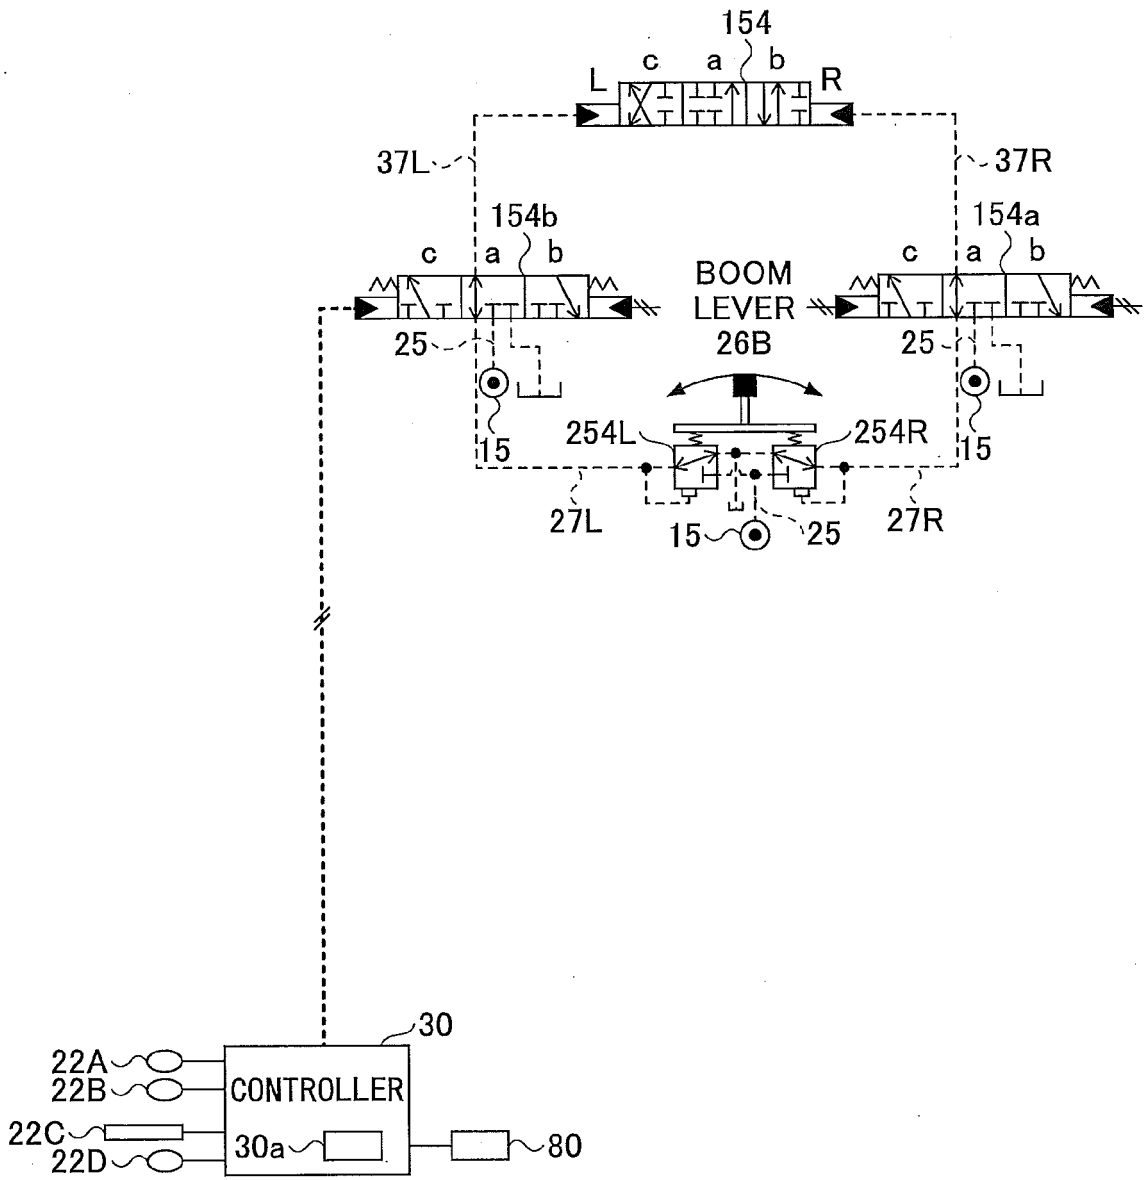 154
c a b
L R
37L 37R
154b 154a
c a b c a b
BOOM
LEVER
26B
25 25
15 15
254L 254R
27L 15 25 27R
30
22A
22B CONTROLLER
22C
30a 80
22D